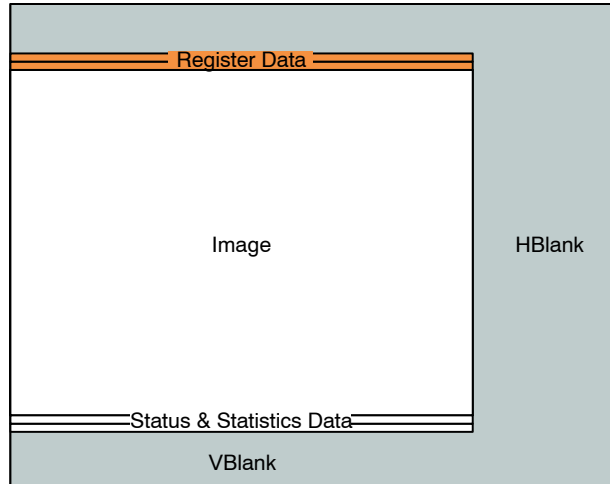 Register Data
Image
HBlank
Status & Statistics Data
VBlank